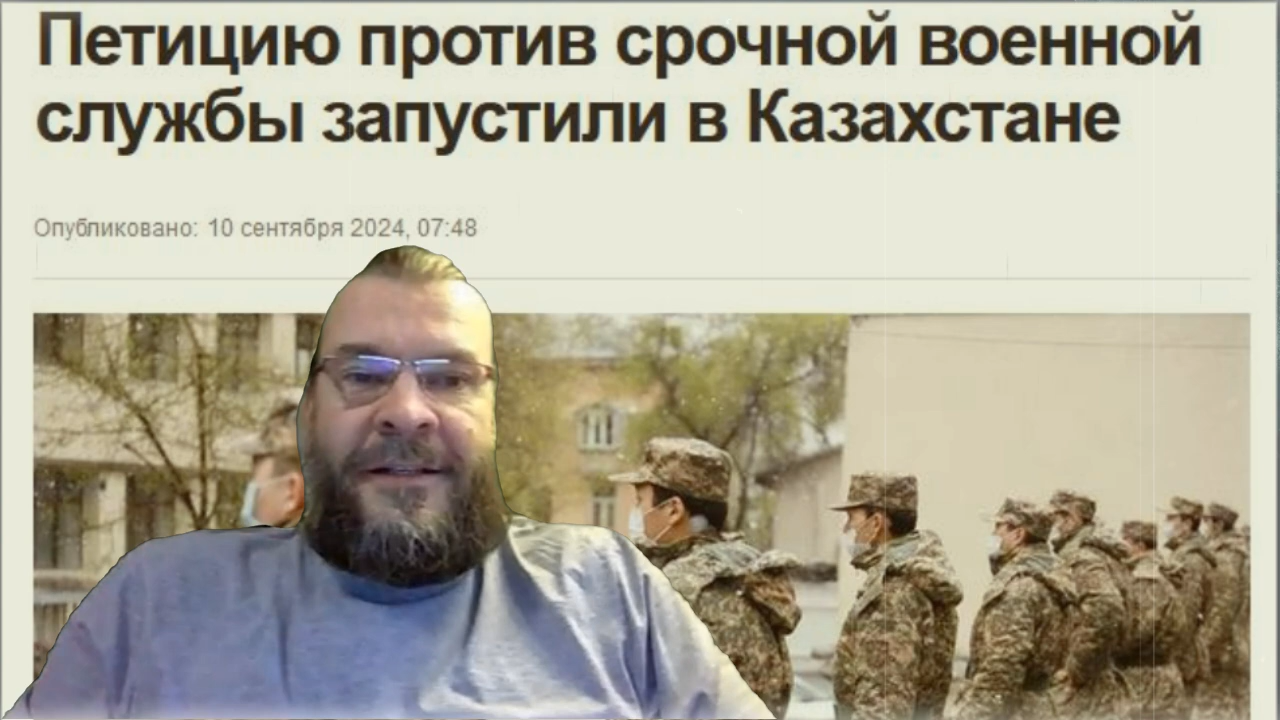 Петицию против срочной военной
службы запустили в Казахстане
Опубликовано: 10 сентября 2024, 07:48